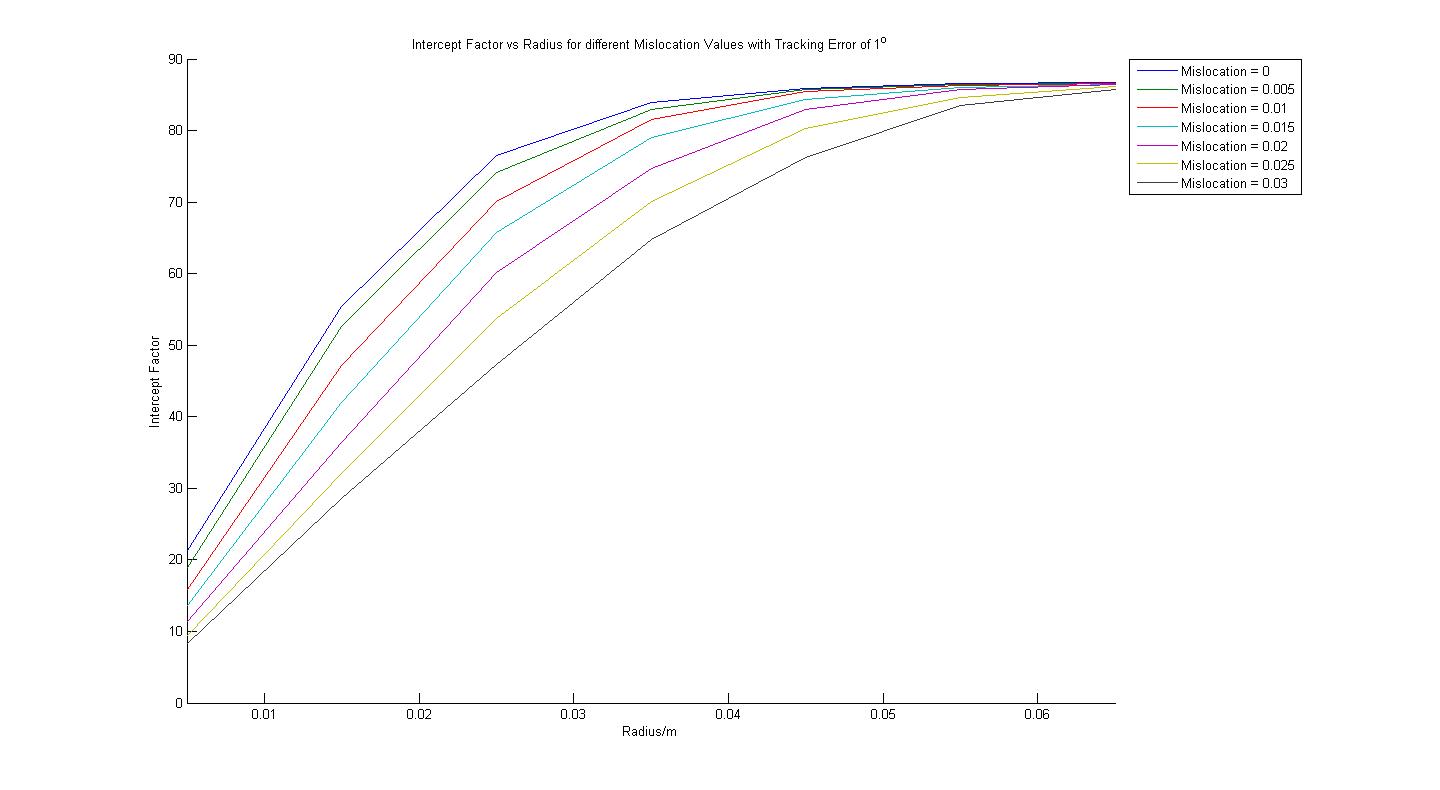 Intercept Factor vs Radius for different Mislocation Values with Tracking Error of 1º
Mislocation = 0
Mislocation = 0.005
Mislocation = 0.01
Mislocation = 0.015
Mislocation = 0.02
Mislocation = 0.025
Mislocation = 0.03
90
80
70
60
50
40
30
20
10
0
Intercept Factor
0.01 0.02 0.03 0.04 0.05 0.06
Radius/m